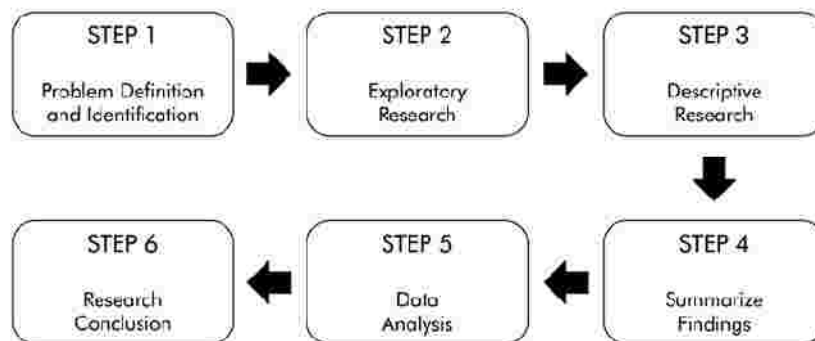 STEP 1
Problem Definition
and Identification
STEP 2
Exploratory
Research
STEP 3
Descriptive
Research
STEP 4
Summarize
Findings
STEP 5
Data
Analysis
STEP 6
Research
Conclusion